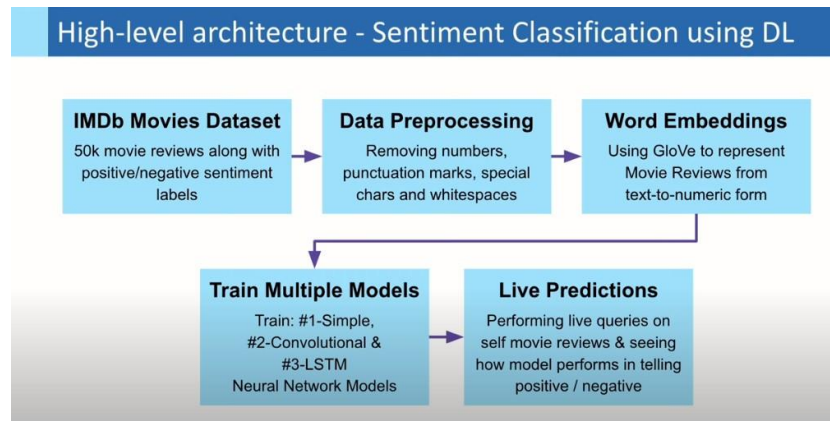 High-level architecture - Sentiment Classification using DL
IMDb Movies Dataset
50k movie reviews along with
positive/negative sentiment
labels
Data Preprocessing
Removing numbers,
punctuation marks, special
chars and whitespaces
Word Embeddings
Using GloVe to represent
Movie Reviews from
text-to-numeric form
Train Multiple Models
Train: #1-Simple,
#2-Convolutional &
#3-LSTM
Neural Network Models
Live Predictions
Performing live queries on
self movie reviews & seeing
how model performs in telling
positive / negative